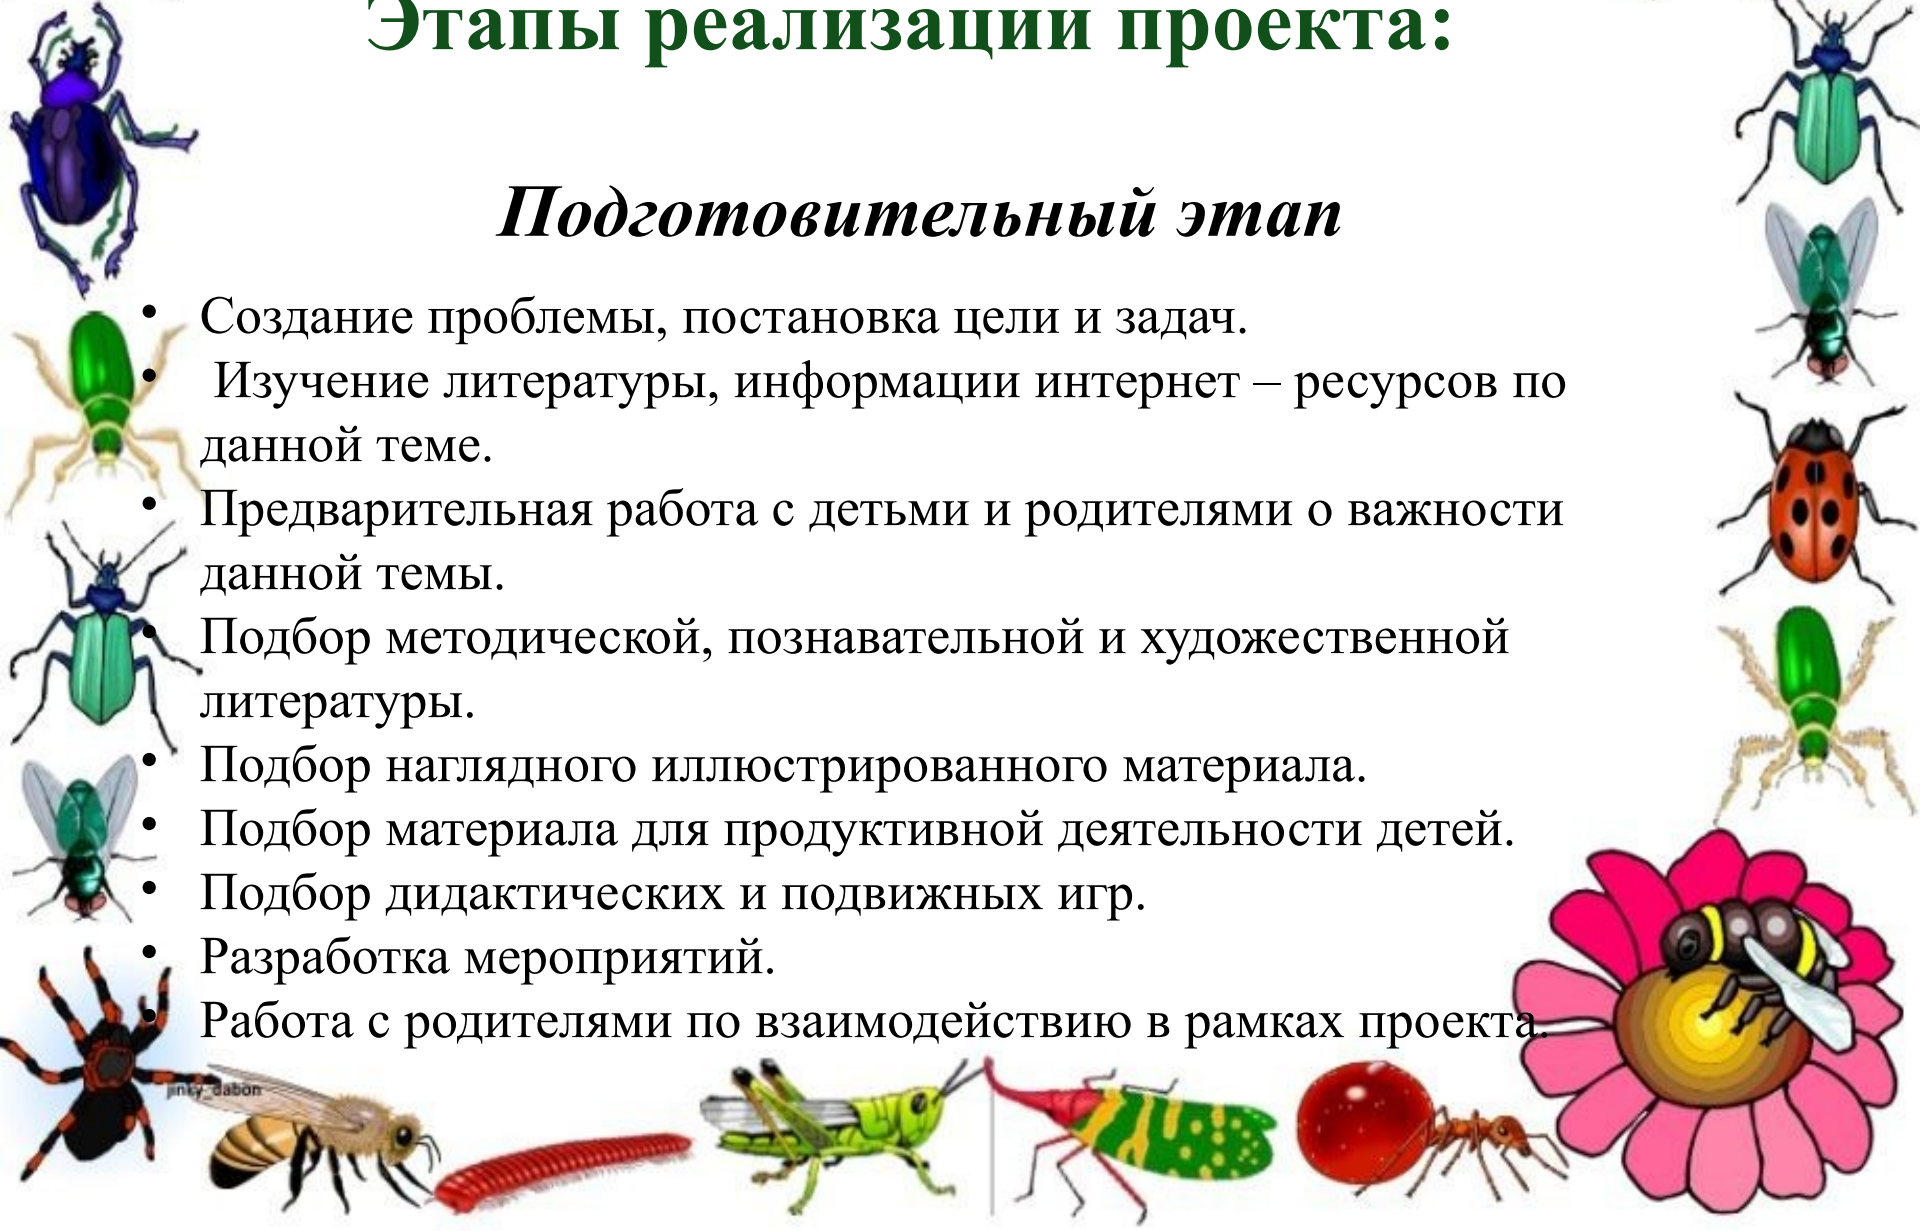 Этапы реализации проекта:
Подготовительный этап
• Создание проблемы, постановка цели и задач.
• Изучение литературы, информации интернет – ресурсов по
данной теме.
• Предварительная работа с детьми и родителями о важности
данной темы.
• Подбор методической, познавательной и художественной
литературы.
• Подбор наглядного иллюстрированного материала.
• Подбор материала для продуктивной деятельности детей.
• Подбор дидактических и подвижных игр.
• Разработка мероприятий.
• Работа с родителями по взаимодействию в рамках проекта.
jinky_dabon